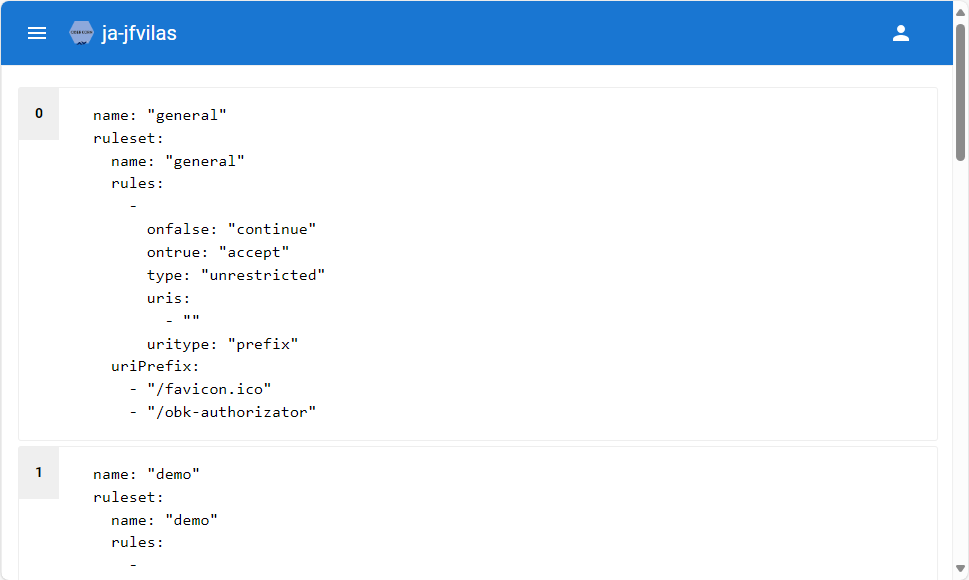 ja-jfvilas
0
name: "general"
ruleset:
name: "general"
rules:
-
onfalse: "continue"
ontrue: "accept"
type: "unrestricted"
uris:
- ""
uritype: "prefix"
uriPrefix:
- "/favicon.ico"
- "/obk-authorizator"
1
name: "demo"
ruleset:
name: "demo"
rules:
-